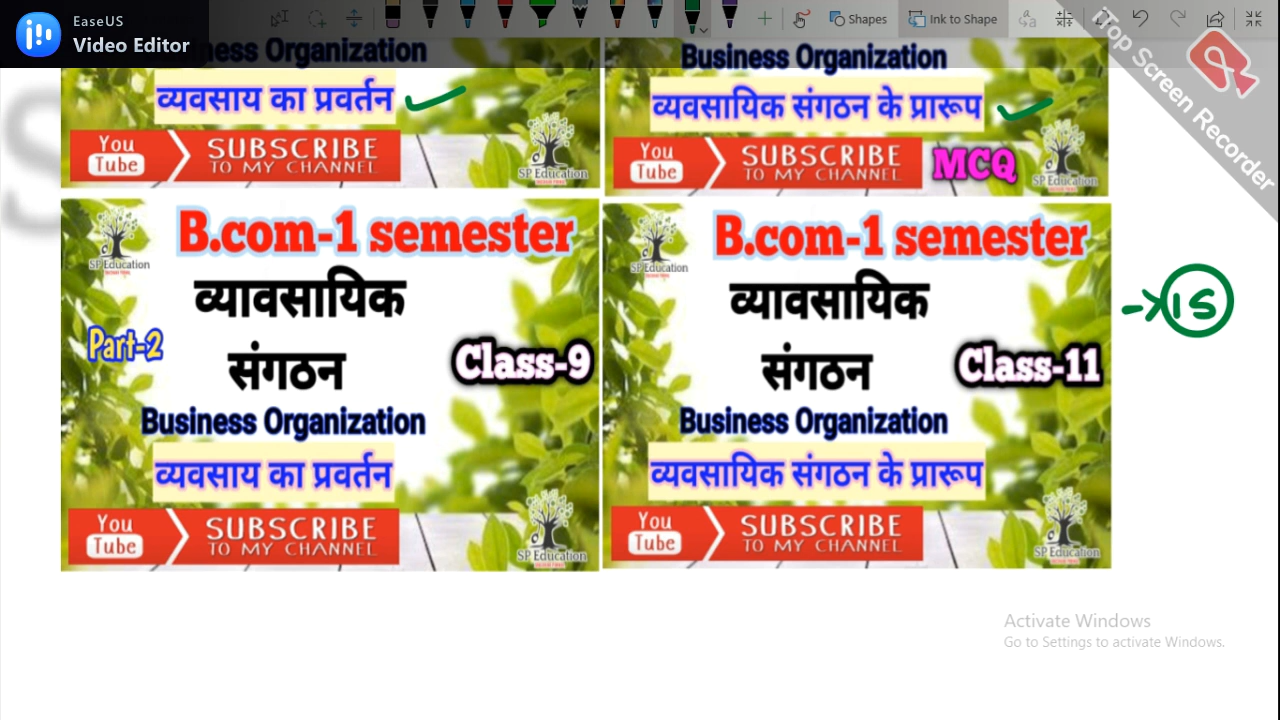 EaseUS
Video Editor
Shapes
Ink to Shape
iTop Screen Recorder
Business Organization
व्यवसाय का प्रवर्तन
You
Tube
SUBSCRIBE
TO MY CHANNEL
SP Education
Business Organization
व्यवसायिक संगठन के प्रारूप
You
Tube
SUBSCRIBE
TO MY CHANNEL
MCQ
SP Education
SP Education
B.com-1 semester
व्यावसायिक
Part-2
संगठन
Class-9
Business Organization
व्यवसाय का प्रवर्तन
You
Tube
SUBSCRIBE
TO MY CHANNEL
SP Education
SP Education
B.com-1 semester
व्यावसायिक
संगठन
Class-11
Business Organization
व्यवसायिक संगठन के प्रारूप
You
Tube
SUBSCRIBE
TO MY CHANNEL
SP Education
15
Activate Windows
Go to Settings to activate Windows.